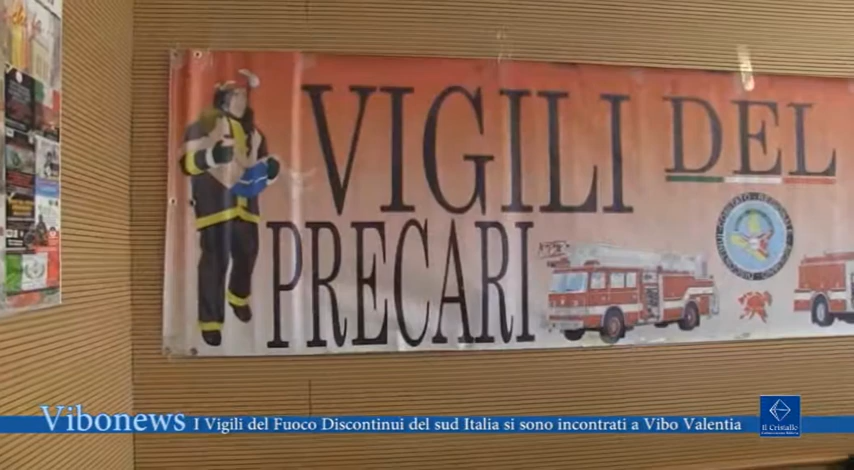 VIGILI DEL
PRECARI
Vibonews I Vigili del Fuoco Discontinui del sud Italia si sono incontrati a Vibo Valentia
Il Cristallo